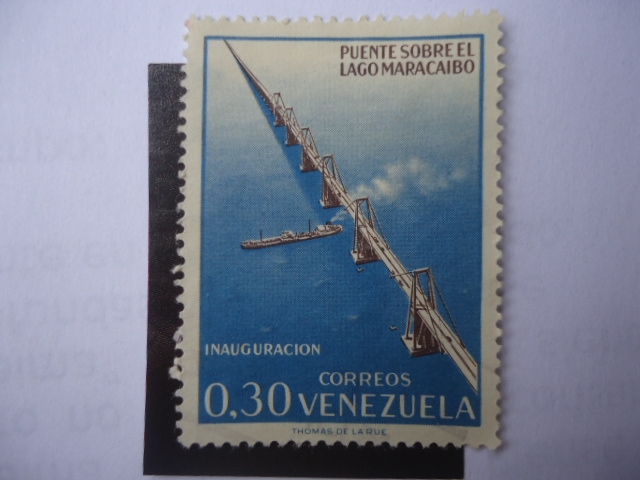 PUENTE SOBRE EL
LAGO MARACAIBO
INAUGURACION
CORREOS
0,30 VENEZUELA
THOMAS DE LA RUE